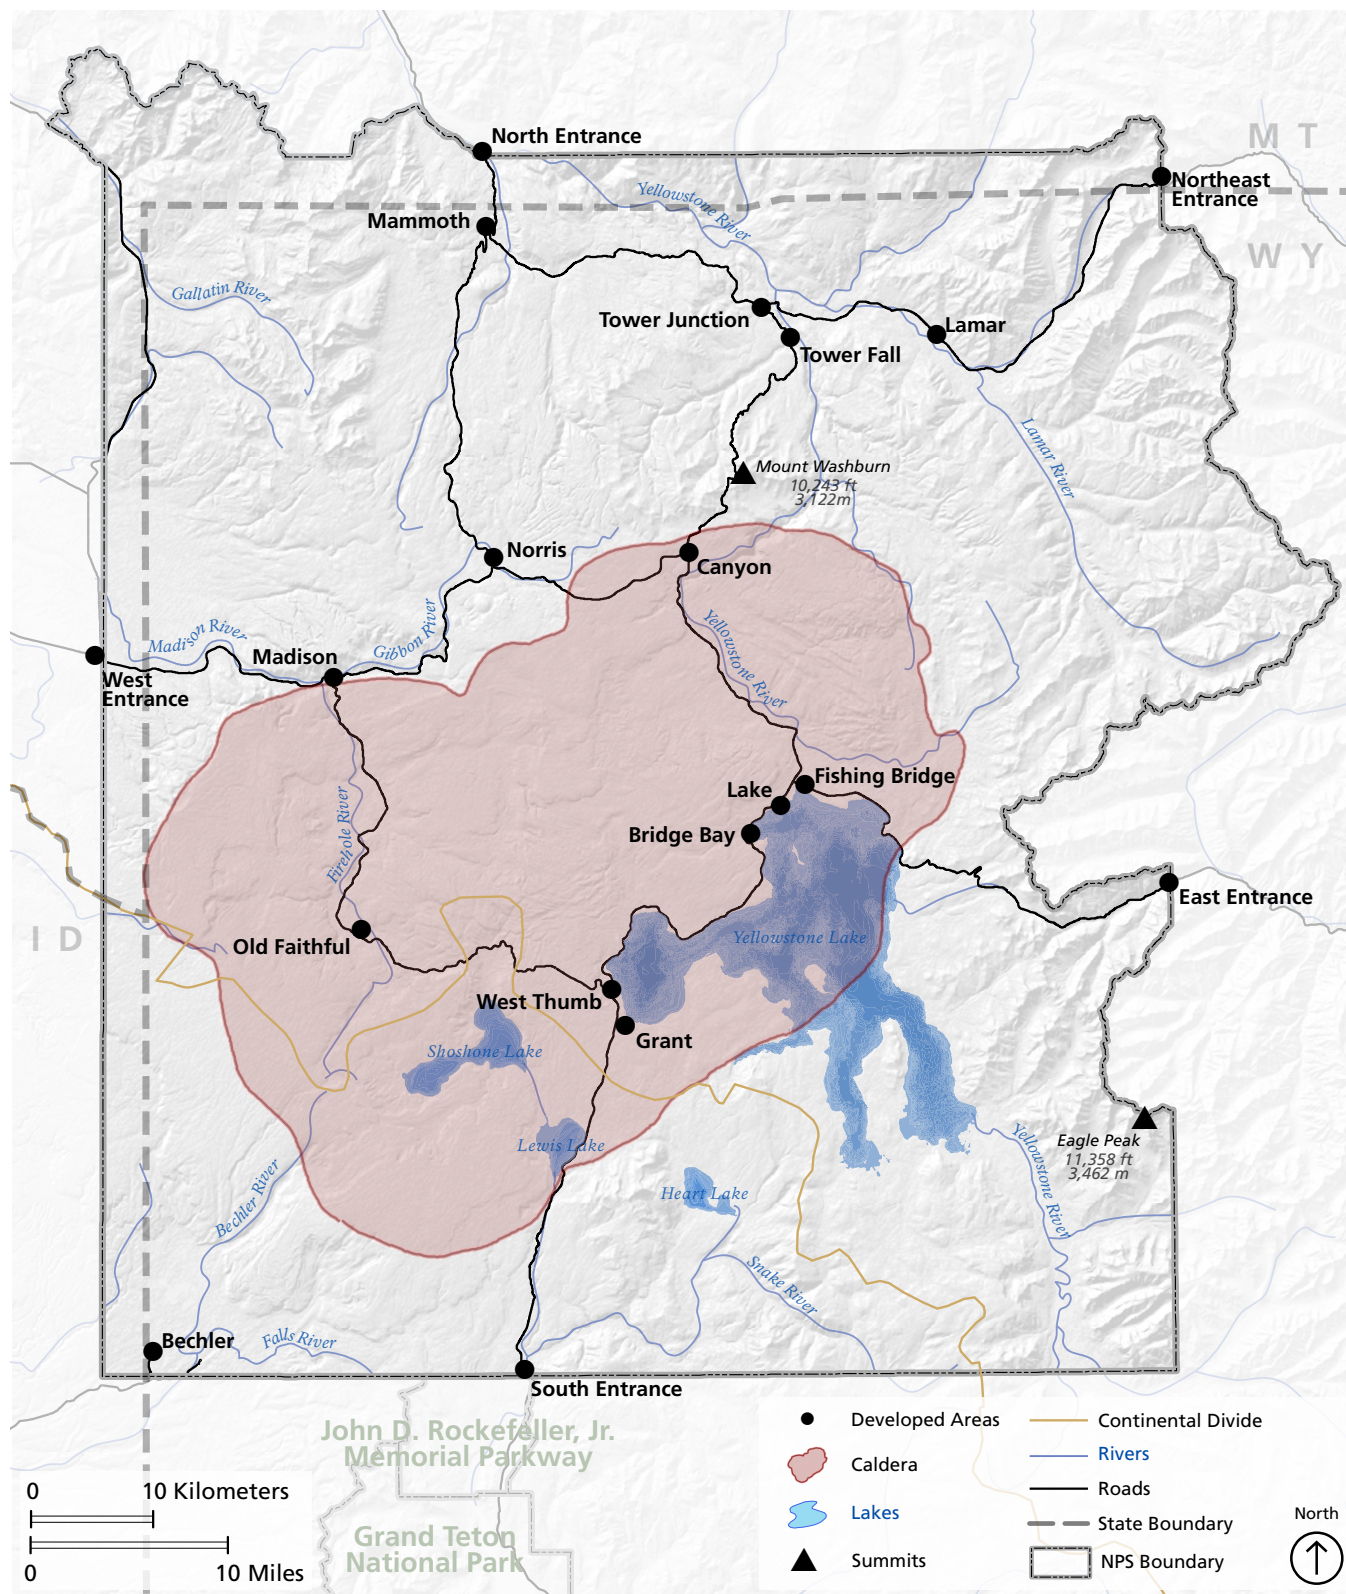 North Entrance
M T
Northeast
Entrance
Yellowstone River
Mammoth
W Y
Gallatin River
Tower Junction
Lamar
Tower Fall
Lamar River
Mount Washburn
10,243 ft
3,122m
Norris
Canyon
Madison River
Gibbon River
Yellowstone River
Madison
West
Entrance
Fishing Bridge
Lake
Bridge Bay
Firehole River
East Entrance
I D
Old Faithful
Yellowstone Lake
West Thumb
Grant
Shoshone Lake
Lewis Lake
Eagle Peak
11,358 ft
3,462 m
Yellowstone River
Heart Lake
Bechler River
Snake River
Bechler
Falls River
South Entrance
John D. Rockefeller, Jr.
Memorial Parkway
Grand Teton
National Park
0 10 Kilometers
0 10 Miles
Developed Areas
Caldera
Lakes
Summits
Continental Divide
Rivers
Roads
State Boundary
NPS Boundary
North